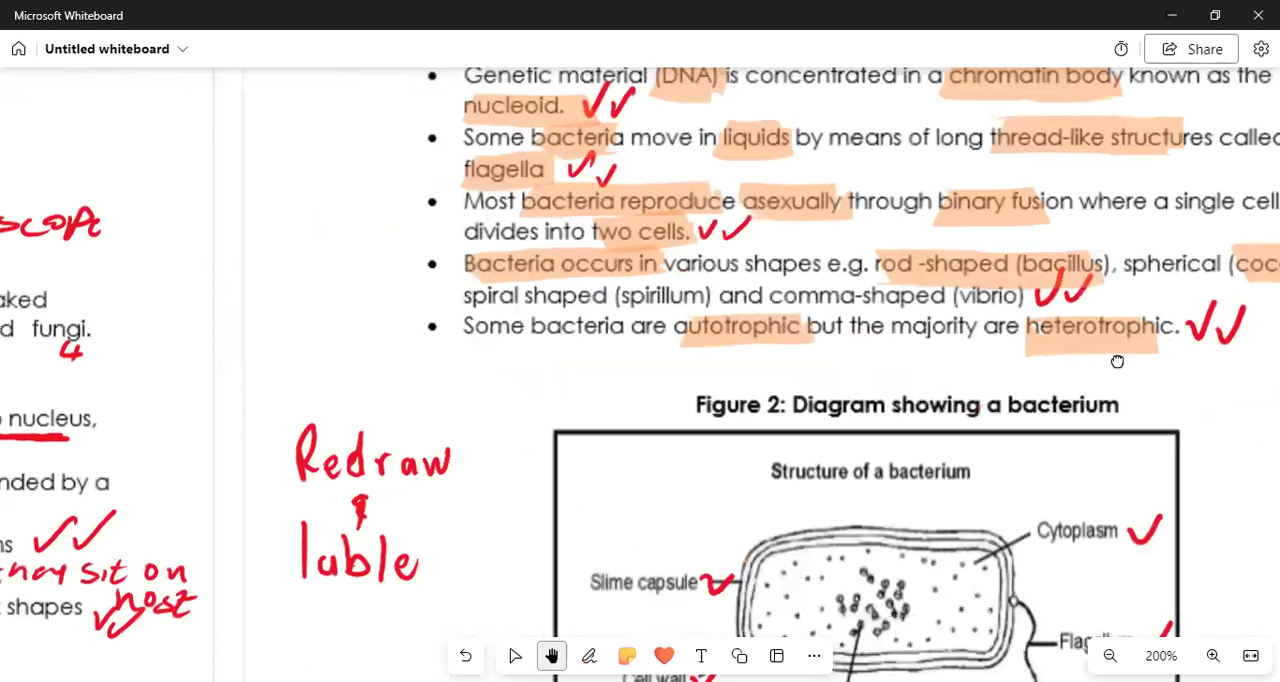 Microsoft Whiteboard
Untitled whiteboard
Share
Genetic material (DNA) is concentrated in a chromatin body known as the
nucleoid.
Some bacteria move in liquids by means of long thread-like structures called
flagella
Most bacteria reproduce asexually through binary fusion where a single cell
divides into two cells.
Bacteria occurs in various shapes e.g. rod -shaped (bacillus), spherical (coc
spiral shaped (spirillum) and comma-shaped (vibrio)
Some bacteria are autotrophic but the majority are heterotrophic.
scope
aked
d fungi.
4
nucleus,
nded by a
ns
may sit on
host
shapes
Redraw
&
lable
Figure 2: Diagram showing a bacterium
Structure of a bacterium
Cytoplasm
Slime capsule
Cell wall
200%